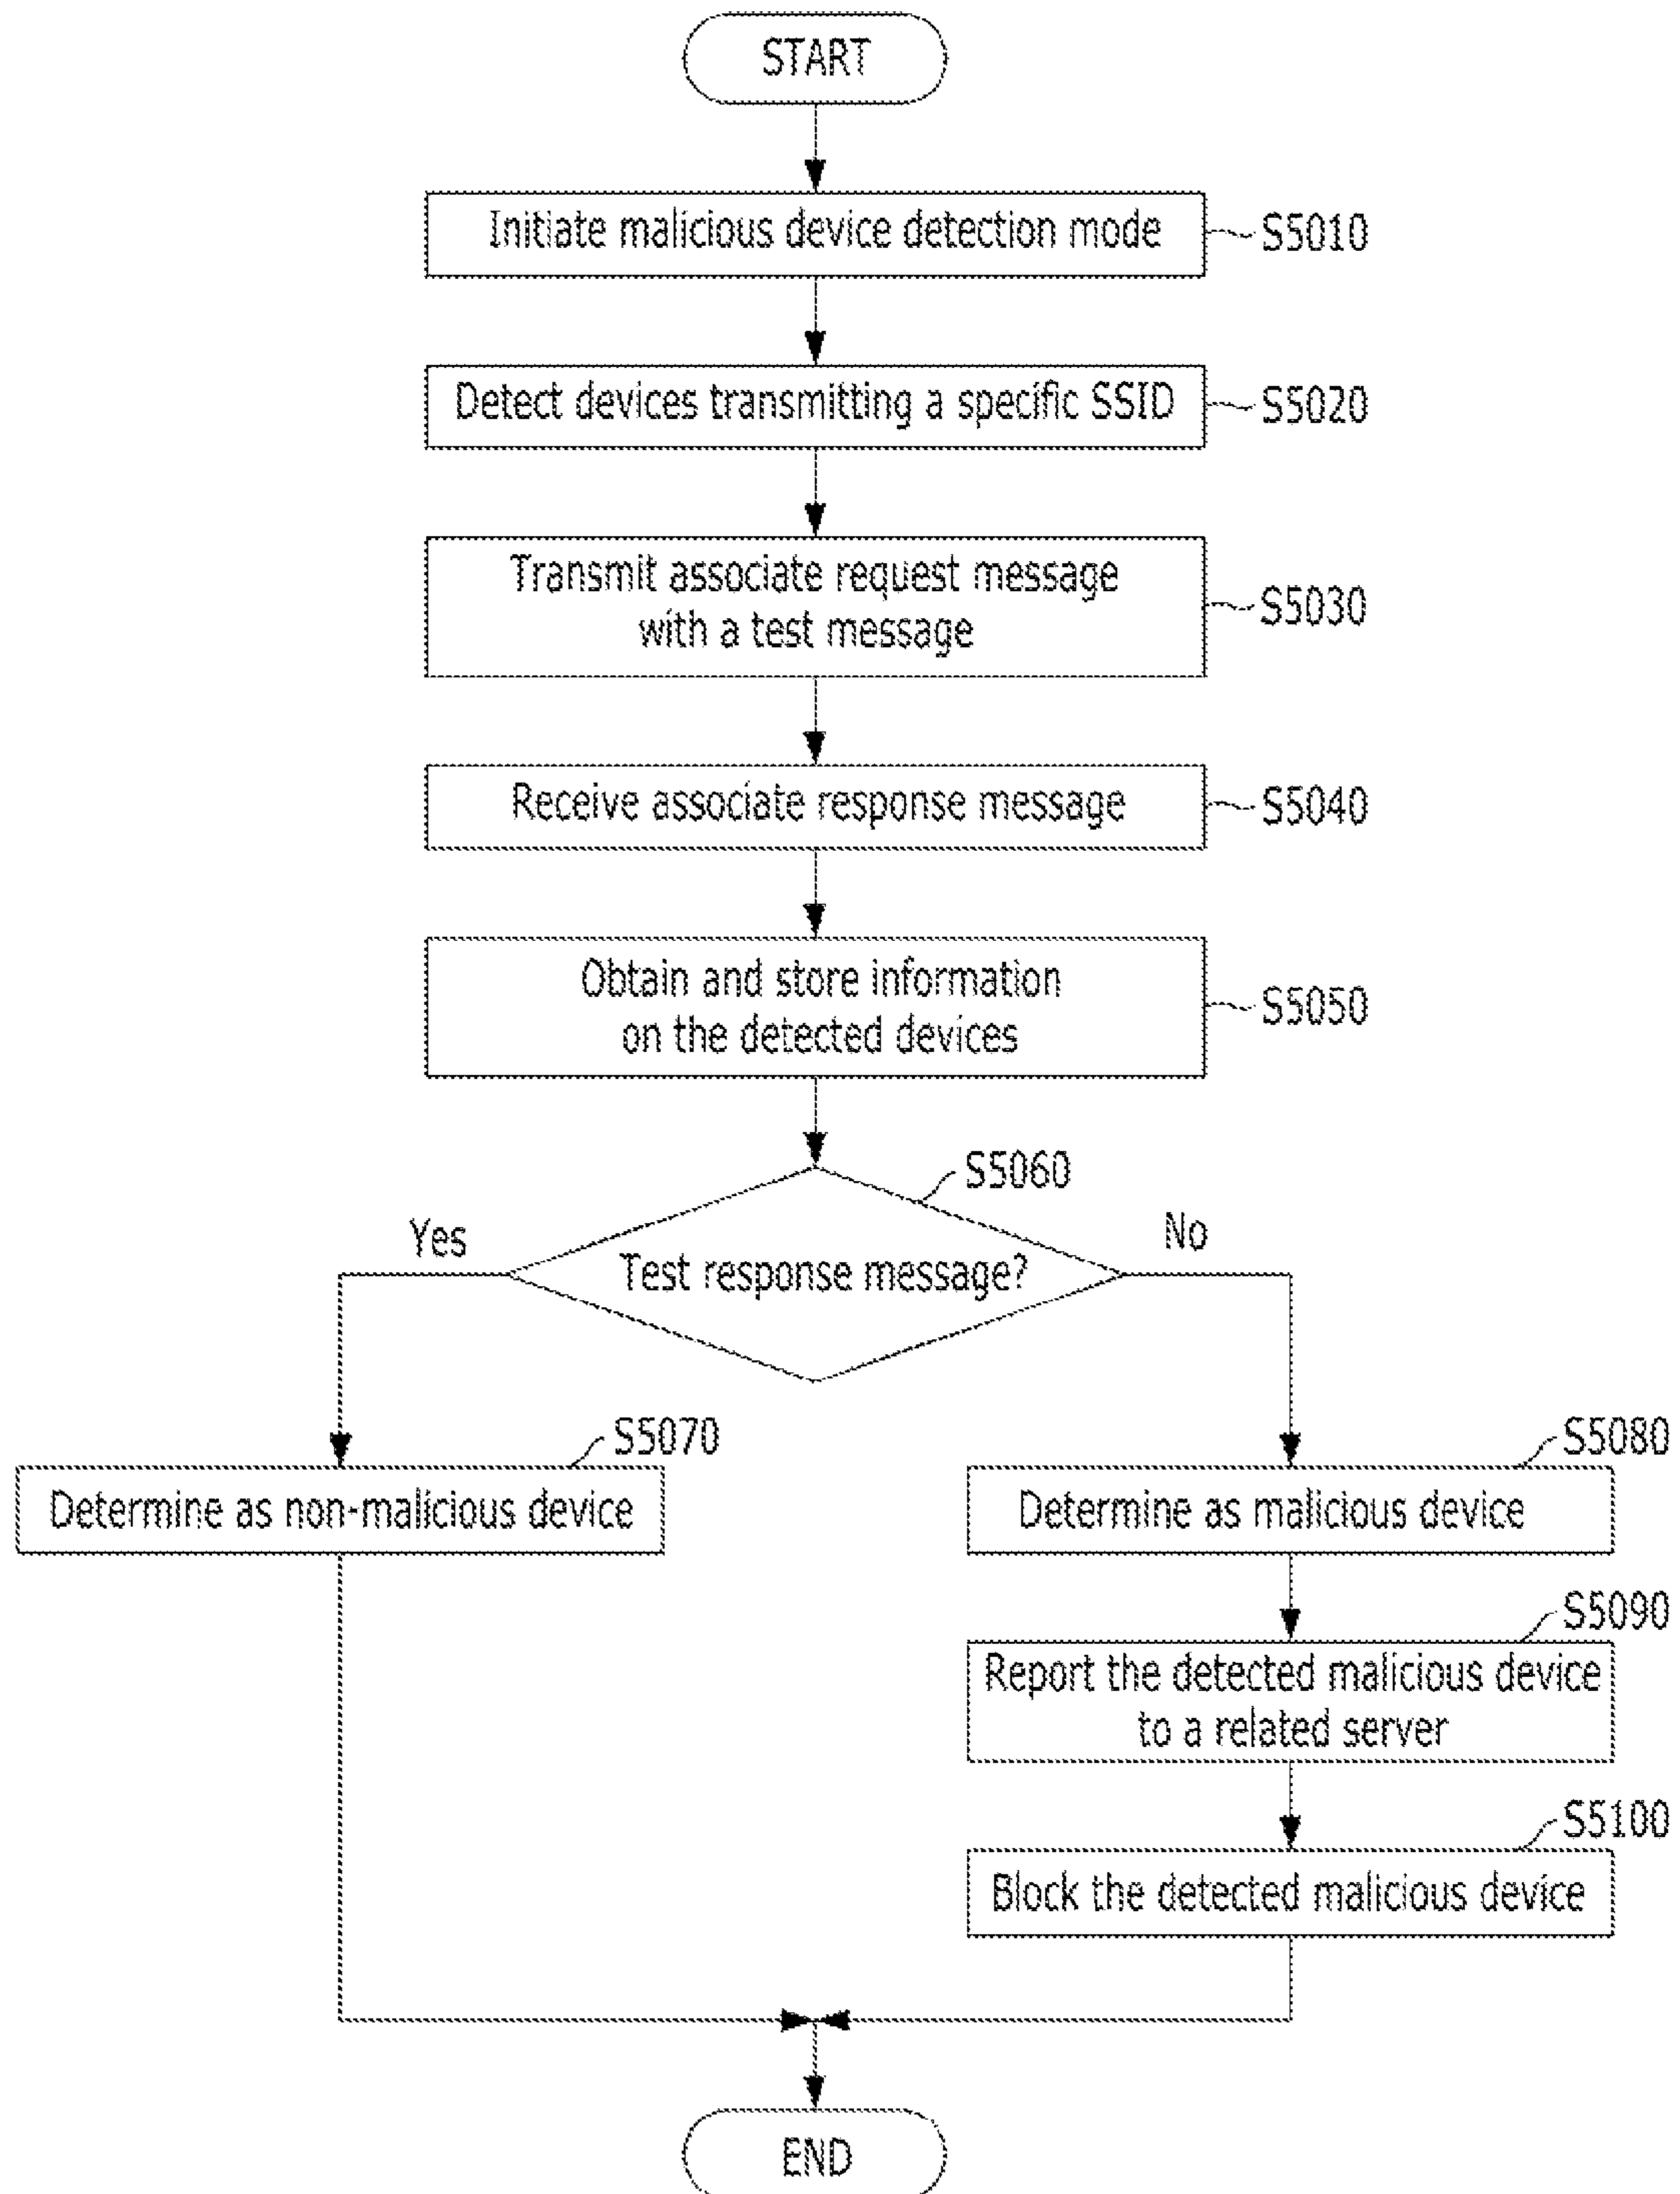 START
Initiate malicious device detection mode
S5010
Detect devices transmitting a specific SSID
S5020
Transmit associate request message
with a test message
S5030
Receive associate response message
S5040
Obtain and store information
on the detected devices
S5050
S5060
Yes
Test response message?
No
S5070
Determine as non-malicious device
S5080
Determine as malicious device
S5090
Report the detected malicious device
to a related server
S5100
Block the detected malicious device
END